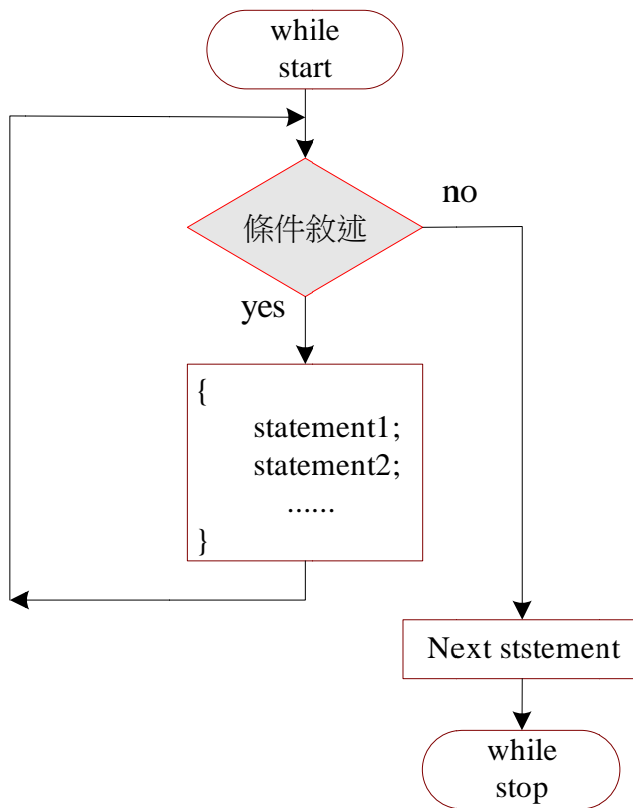 while
start
no
條件敘述
yes
{
statement1;
statement2;
......
}
Next ststement
while
stop